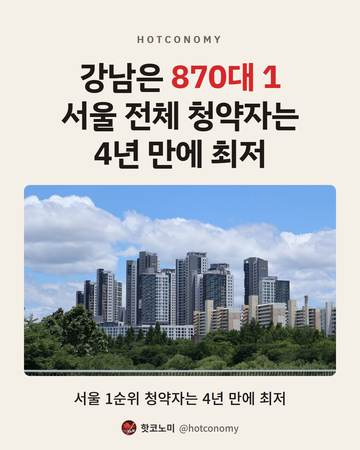 HOTCONOMY
강남은 870대 1
서울 전체 청약자는
4년 만에 최저
서울 1순위 청약자는 4년 만에 최저
핫코노미 @hotconomy